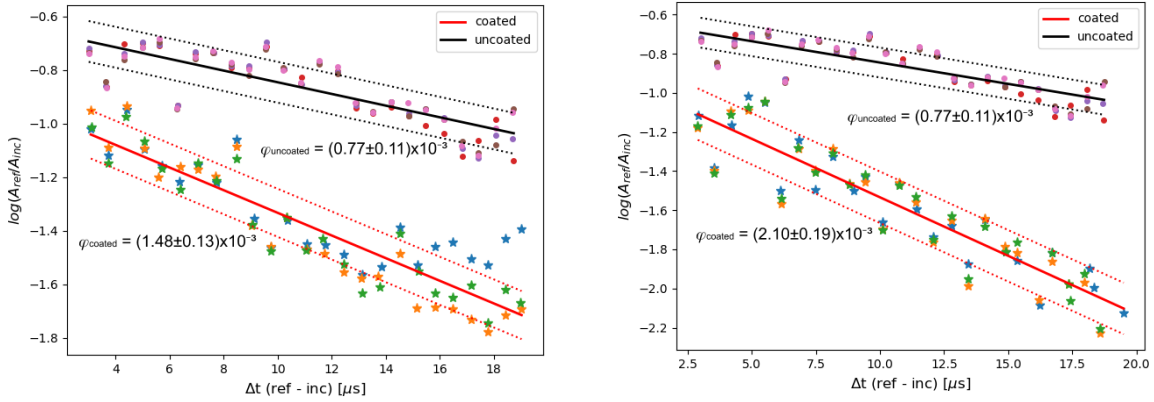 −0.6
−0.8
−1.0
−1.2
−1.4
−1.6
−1.8
log(A_ref/A_inc)
coated
uncoated
φ_uncoated = (0.77±0.11)x10⁻³
φ_coated = (1.48±0.13)x10⁻³
4 6 8 10 12 14 16 18
Δt (ref - inc) [μs]
−0.6
−0.8
−1.0
−1.2
−1.4
−1.6
−1.8
−2.0
−2.2
log(A_ref/A_inc)
coated
uncoated
φ_uncoated = (0.77±0.11)x10⁻³
φ_coated = (2.10±0.19)x10⁻³
2.5 5.0 7.5 10.0 12.5 15.0 17.5 20.0
Δt (ref - inc) [μs]